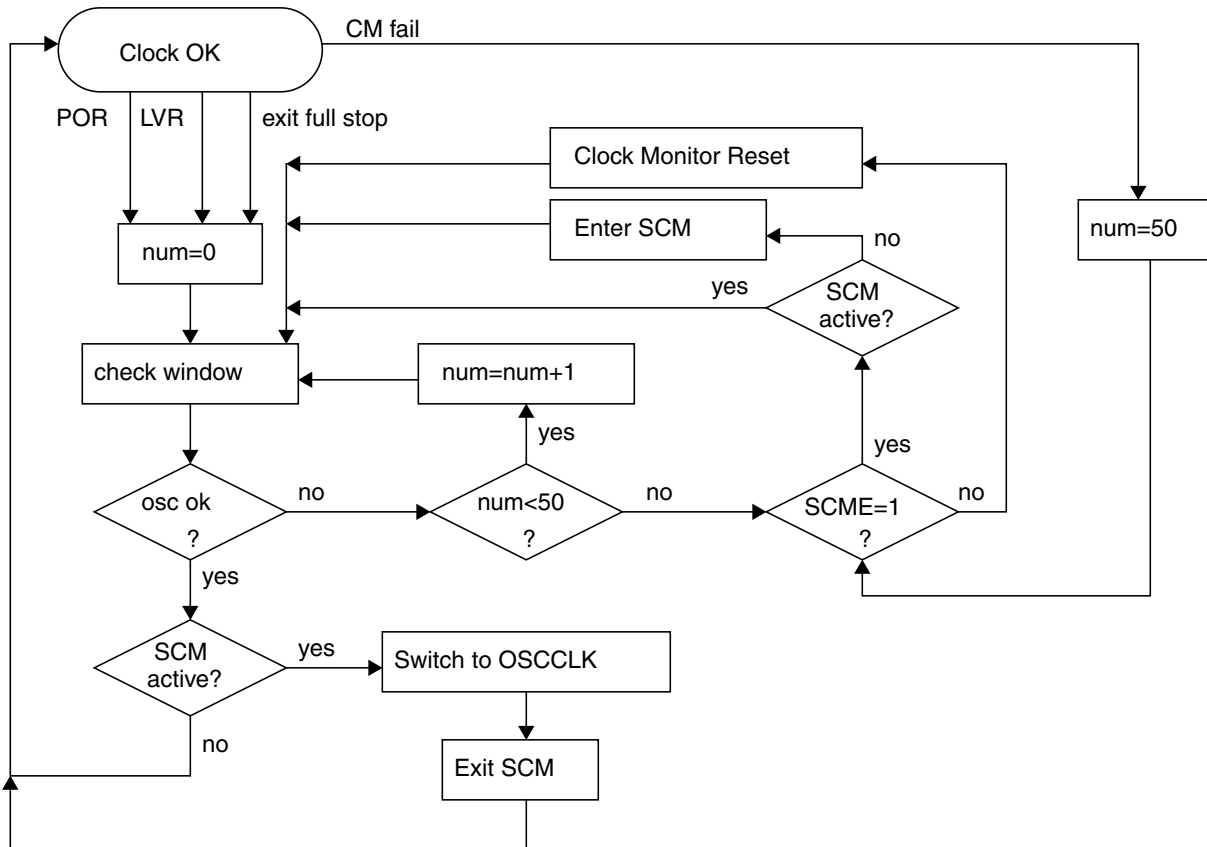 CM fail
Clock OK
POR
LVR
exit full stop
Clock Monitor Reset
Enter SCM
no
num=50
num=0
yes
SCM
active?
check window
num=num+1
yes
yes
osc ok
?
no
num<50
?
no
SCME=1
?
no
yes
SCM
active?
yes
Switch to OSCCLK
no
Exit SCM